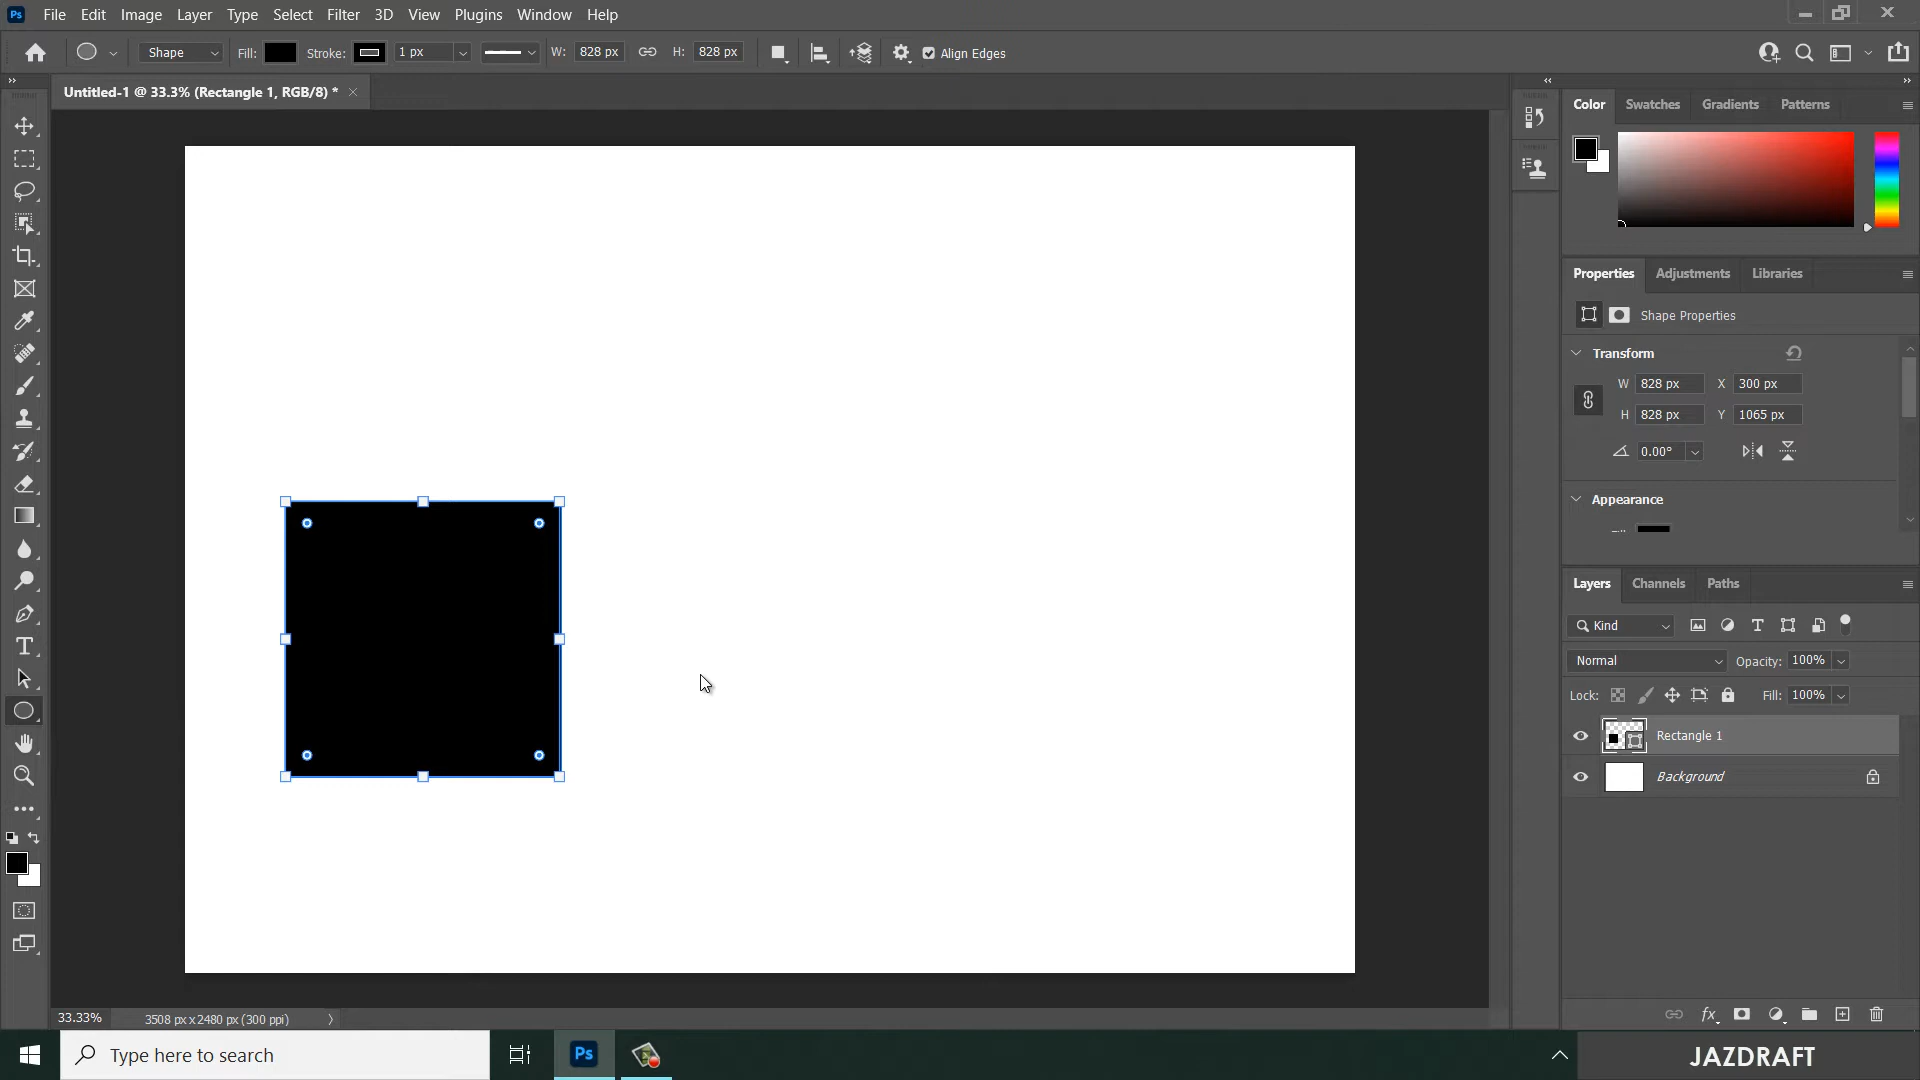 Ps File Edit Image Layer Type Select Filter 3D View Plugins Window Help
Shape Fill: Stroke: 1 px W: 828 px H: 828 px Align Edges
Untitled-1 @ 33.3% (Rectangle 1, RGB/8) *
Color Swatches Gradients Patterns
Properties Adjustments Libraries
Shape Properties
Transform
W 828 px X 300 px
H 828 px Y 1065 px
0.00°
Appearance
Layers Channels Paths
Kind
Normal Opacity: 100%
Lock: Fill: 100%
Rectangle 1
Background
33.33% 3508 px x 2480 px (300 ppi)
Type here to search
Ps
JAZDRAFT